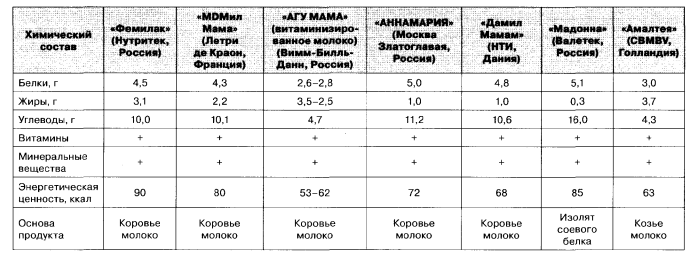 Химический состав
«Фемилак» (Нутритек, Россия)
«MDМил Мама» (Летри де Краон, Франция)
«АГУ МАМА» (витаминизированное молоко) (Вимм-Билль-Данн, Россия)
«АННАМАРИЯ» (Москва Златоглавая, Россия)
«Дамил Мамам» (НТИ, Дания)
«Мадонна» (Валетек, Россия)
«Амалтея» (CBMBV, Голландия)
Белки, г 4,5 4,3 2,6–2,8 5,0 4,8 5,1 3,0
Жиры, г 3,1 2,2 3,5–2,5 1,0 1,0 0,3 3,7
Углеводы, г 10,0 10,1 4,7 11,2 10,6 16,0 4,3
Витамины + + + + + + +
Минеральные вещества + + + + + + +
Энергетическая ценность, ккал 90 80 53–62 72 68 85 63
Основа продукта Коровье молоко Коровье молоко Коровье молоко Коровье молоко Коровье молоко Изолят соевого белка Козье молоко